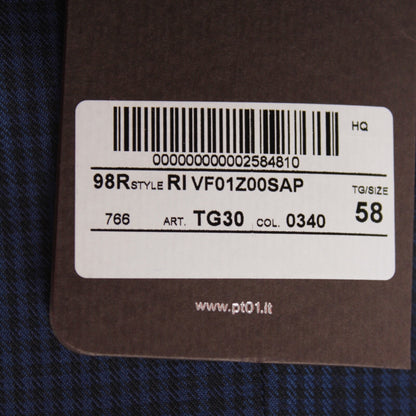 HQ
000000000002584810
98R STYLE RI VF01Z00SAP
TG/SIZE
766 ART. TG30 COL. 0340 58
www.pt01.it